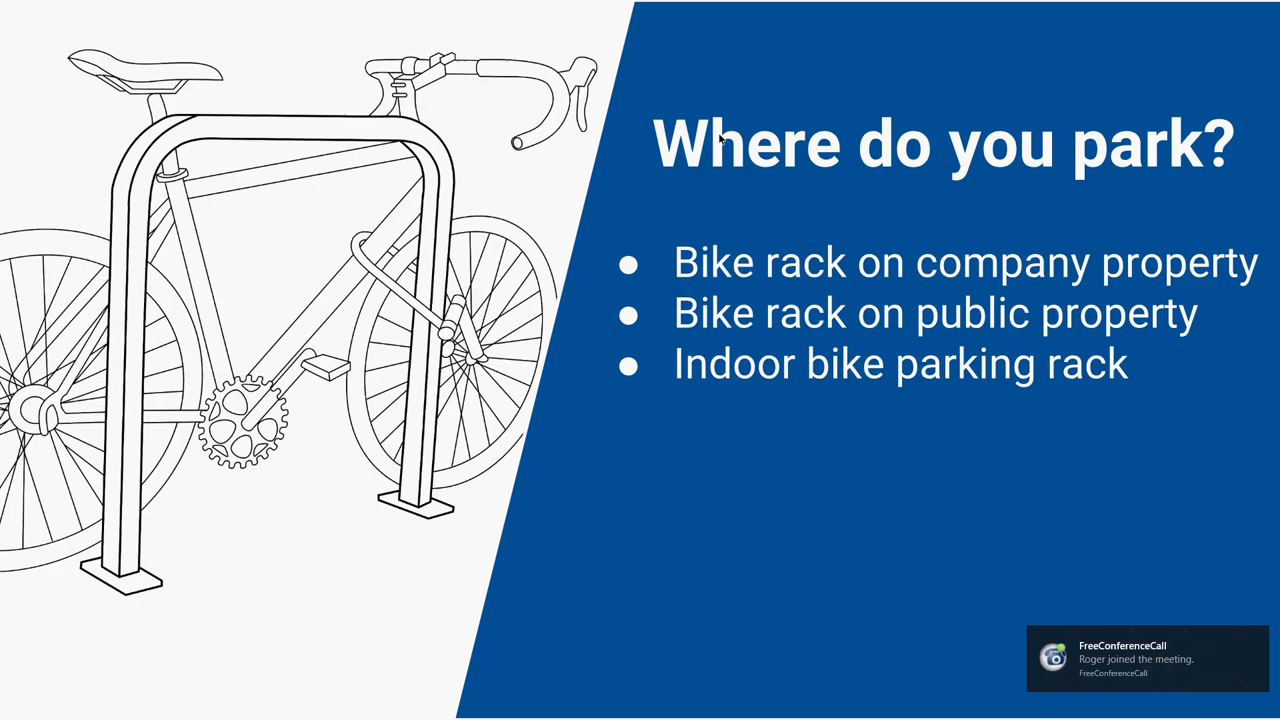 Where do you park?
● Bike rack on company property
● Bike rack on public property
● Indoor bike parking rack
FreeConferenceCall
Roger joined the meeting.
FreeConferenceCall